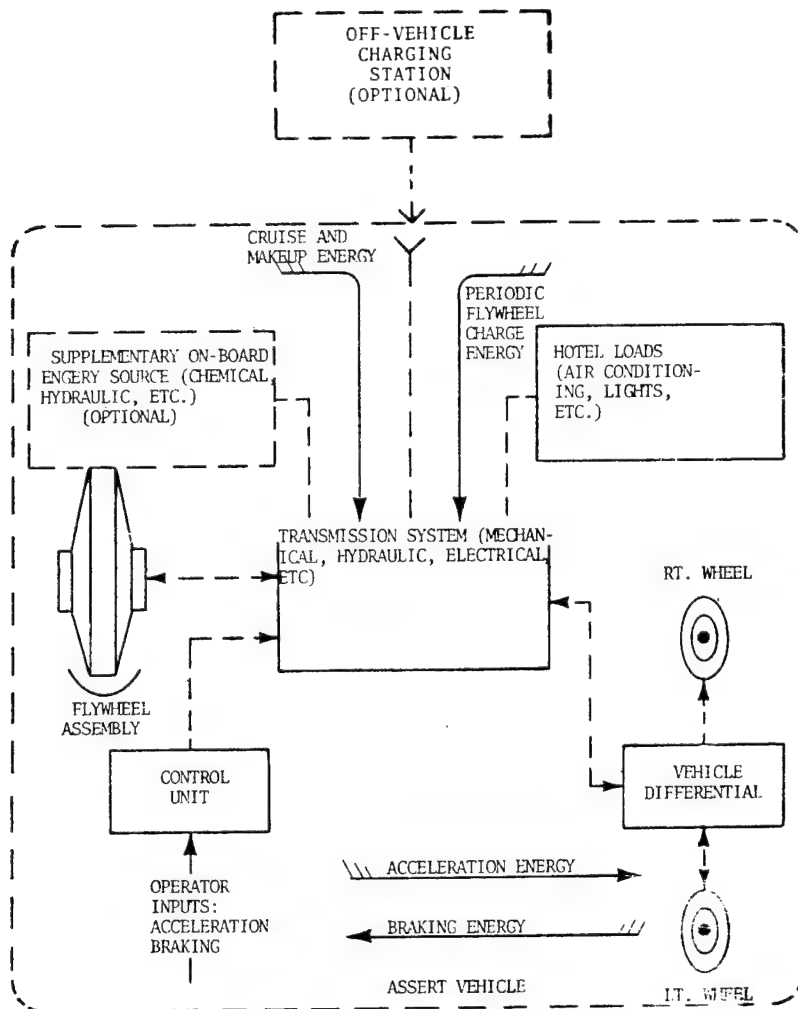 OFF-VEHICLE
CHARGING
STATION
(OPTIONAL)
CRUISE AND
MAKEUP ENERGY
PERIODIC
FLYWHEEL
CHARGE
ENERGY
SUPPLEMENTARY ON-BOARD
ENGERY SOURCE (CHEMICAL,
HYDRAULIC, ETC.)
(OPTIONAL)
HOTEL LOADS
(AIR CONDITION-
ING, LIGHTS,
ETC.)
TRANSMISSION SYSTEM (MECHAN-
ICAL, HYDRAULIC, ELECTRICAL,
ETC)
RT. WHEEL
FLYWHEEL
ASSEMBLY
CONTROL
UNIT
VEHICLE
DIFFERENTIAL
OPERATOR
INPUTS:
ACCELERATION
BRAKING
ACCELERATION ENERGY
BRAKING ENERGY
ASSERT VEHICLE
LT. WHEEL